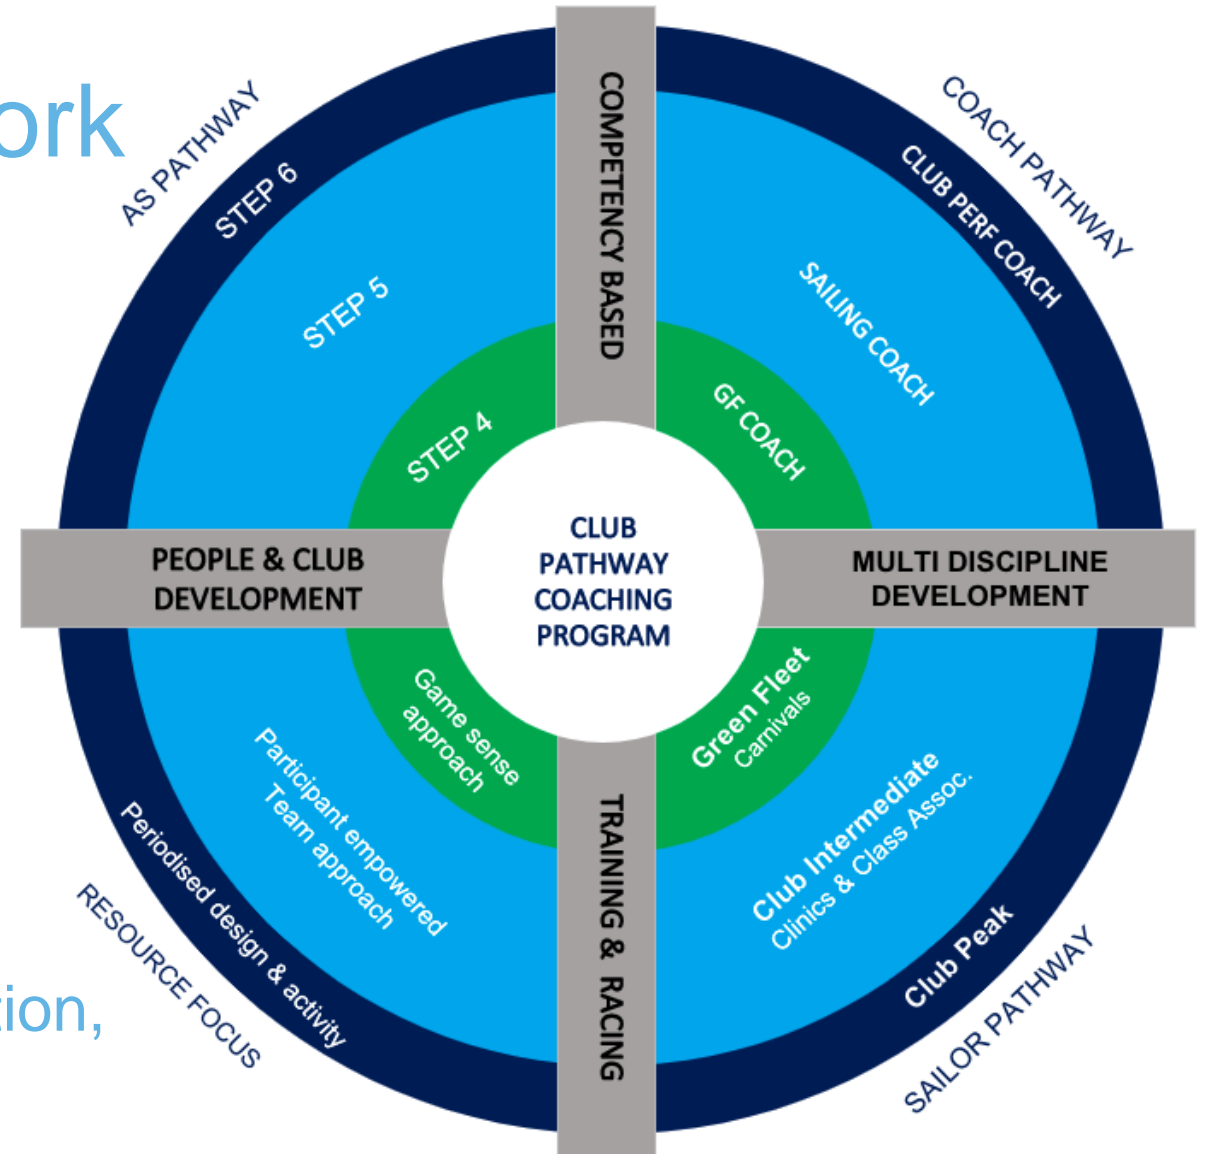 ork
AS PATHWAY
STEP 6
STEP 5
STEP 4
COMPETENCY BASED
COACH PATHWAY
CLUB PERF COACH
SAILING COACH
GF COACH
PEOPLE & CLUB
DEVELOPMENT
CLUB
PATHWAY
COACHING
PROGRAM
MULTI DISCIPLINE
DEVELOPMENT
Game sense
approach
Participant empowered
Team approach
Periodised design & activity
RESOURCE FOCUS
TRAINING & RACING
Green Fleet
Carnivals
Club Intermediate
Clinics & Class Assoc.
Club Peak
SAILOR PATHWAY
tion,